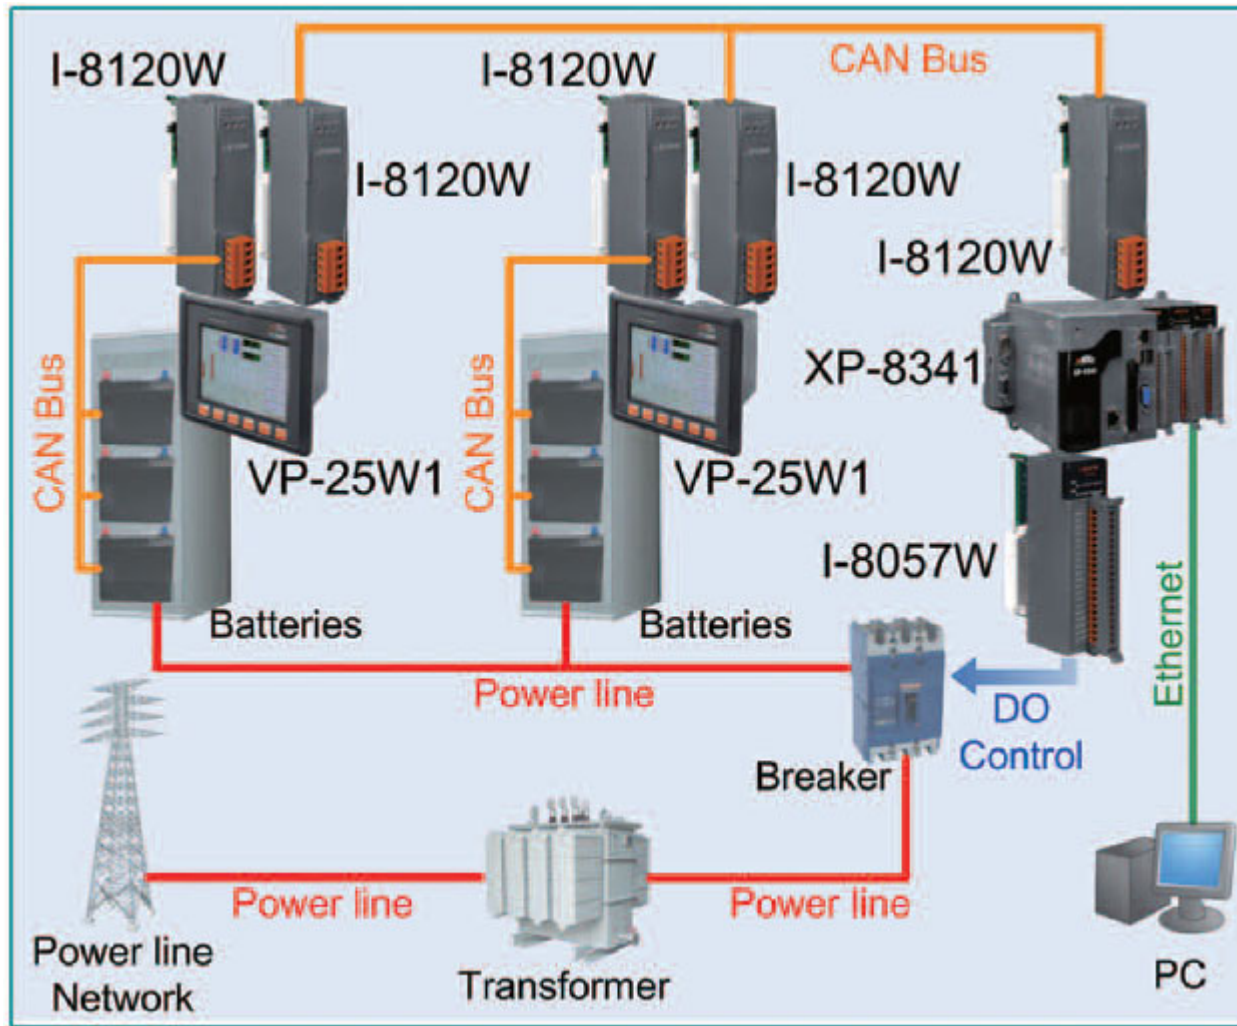 CAN Bus
I-8120W
I-8120W
I-8120W
I-8120W
I-8120W
XP-8341
CAN Bus
VP-25W1
CAN Bus
VP-25W1
I-8057W
Batteries
Batteries
Power line
DO
Control
Ethernet
Breaker
Power line
Power line
Power line
Network
Transformer
PC